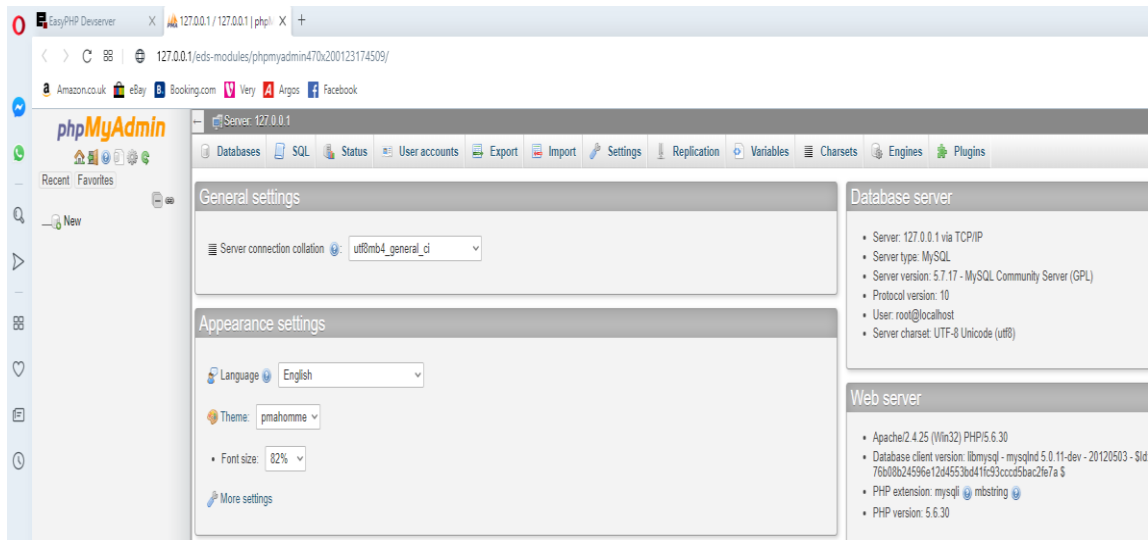 EasyPHP Devserver
127.0.0.1 / 127.0.0.1 | phpM
127.0.0.1/eds-modules/phpmyadmin470x200123174509/
Amazon.co.uk eBay Booking.com Very Argos Facebook
phpMyAdmin
Recent Favorites
New
Server: 127.0.0.1
Databases SQL Status User accounts Export Import Settings Replication Variables Charsets Engines Plugins
General settings
Server connection collation : utf8mb4_general_ci
Appearance settings
Language English
Theme: pmahomme
Font size: 82%
More settings
Database server
Server: 127.0.0.1 via TCP/IP
Server type: MySQL
Server version: 5.7.17 - MySQL Community Server (GPL)
Protocol version: 10
User: root@localhost
Server charset: UTF-8 Unicode (utf8)
Web server
Apache/2.4.25 (Win32) PHP/5.6.30
Database client version: libmysql - mysqlnd 5.0.11-dev - 20120503 - $Id:
76b08b24596e12d4553bd41fc93cccd5bac2fe7a $
PHP extension: mysqli mbstring
PHP version: 5.6.30